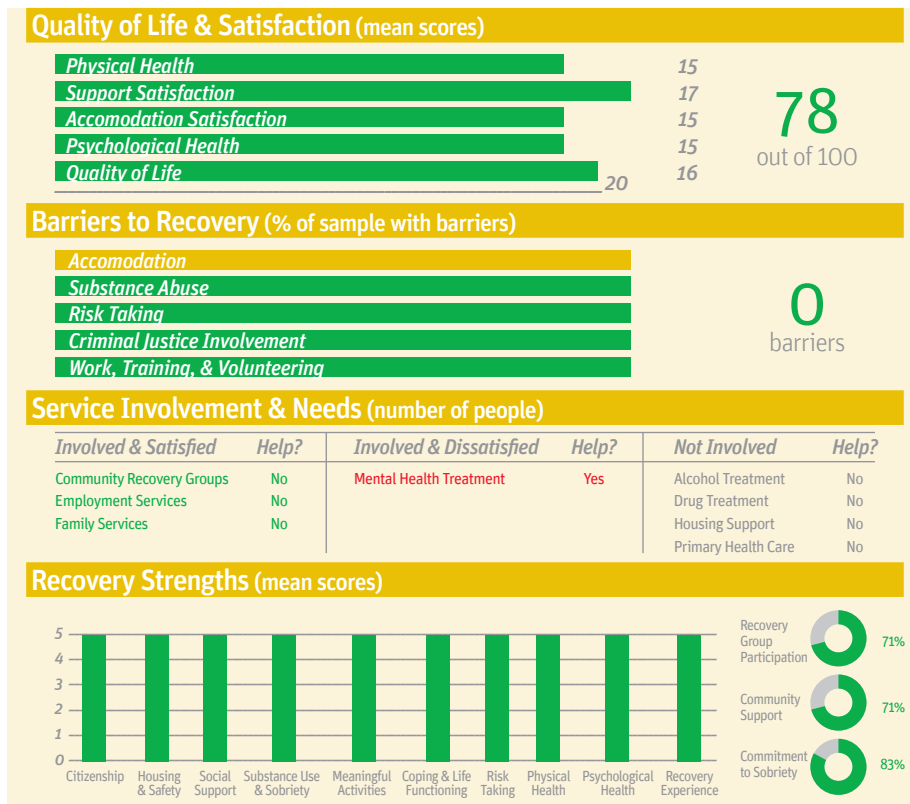 Quality of Life & Satisfaction (mean scores)
Physical Health 15
Support Satisfaction 17
Accomodation Satisfaction 15
Psychological Health 15
Quality of Life 16
20
78
out of 100
Barriers to Recovery (% of sample with barriers)
Accomodation
Substance Abuse
Risk Taking
Criminal Justice Involvement
Work, Training, & Volunteering
0
barriers
Service Involvement & Needs (number of people)
Involved & Satisfied Help? Involved & Dissatisfied Help? Not Involved Help?
Community Recovery Groups No Mental Health Treatment Yes Alcohol Treatment No
Employment Services No Drug Treatment No
Family Services No Housing Support No
Primary Health Care No
Recovery Strengths (mean scores)
5
4
3
2
1
0
Citizenship
Housing
& Safety
Social
Support
Substance Use
& Sobriety
Meaningful
Activities
Coping & Life
Functioning
Risk
Taking
Physical
Health
Psychological
Health
Recovery
Experience
Recovery
Group
Participation
71%
Community
Support
71%
Commitment
to Sobriety
83%